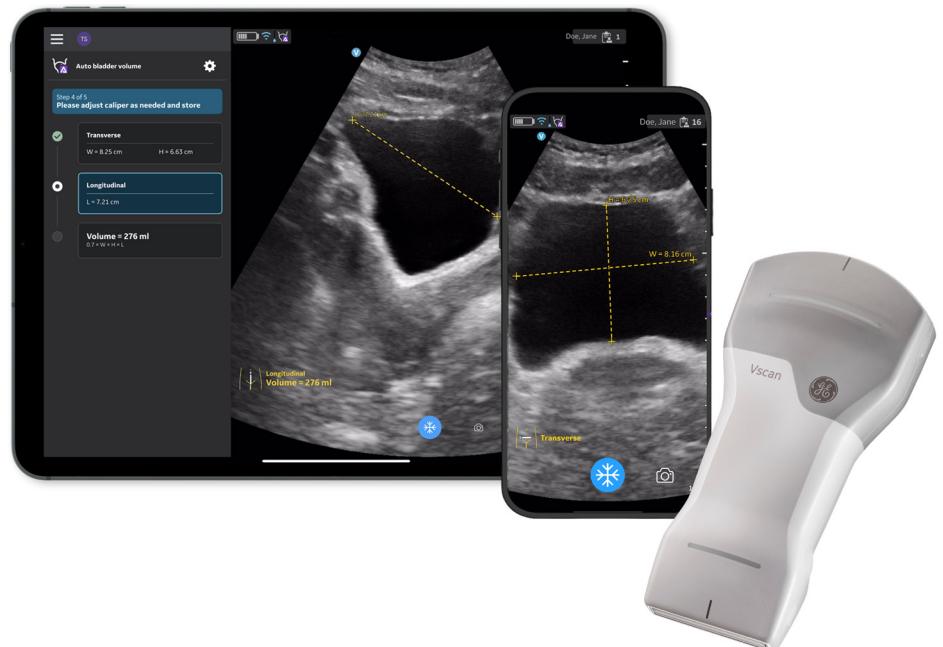 TS
Doe, Jane 1
Auto bladder volume
V
Step 4 of 5
Please adjust caliper as needed and store
Transverse
W = 8.25 cm H = 6.63 cm
Longitudinal
L = 7.21 cm
Volume = 276 ml
0.7 × W × H × L
Longitudinal
Volume = 276 ml
Doe, Jane 16
V
W = 8.16 cm
Transverse
Vscan
GE